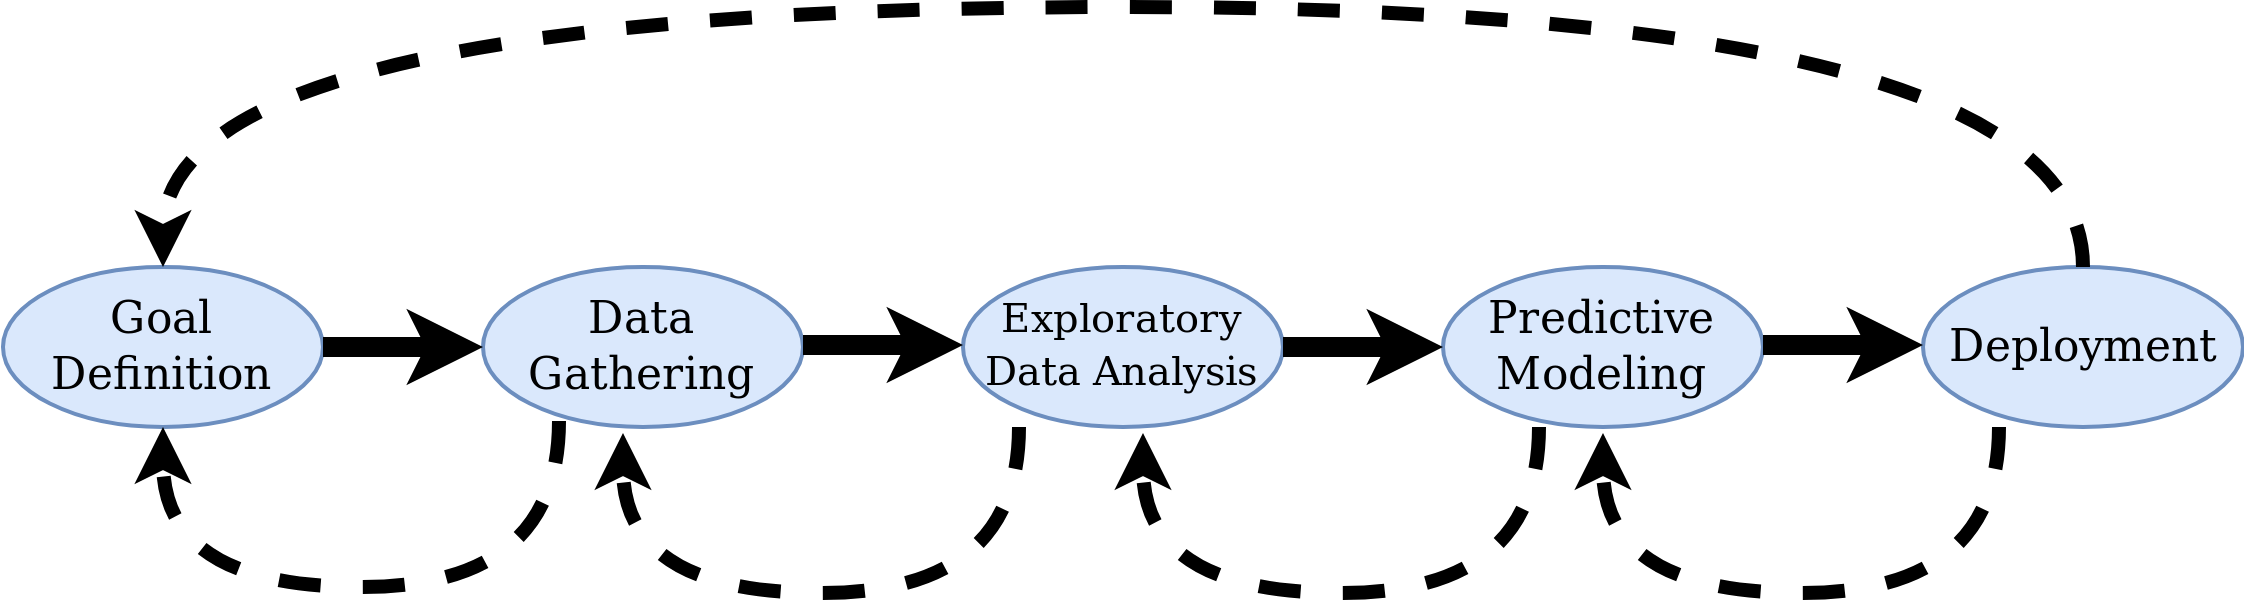 Goal
Definition
Data
Gathering
Exploratory
Data Analysis
Predictive
Modeling
Deployment